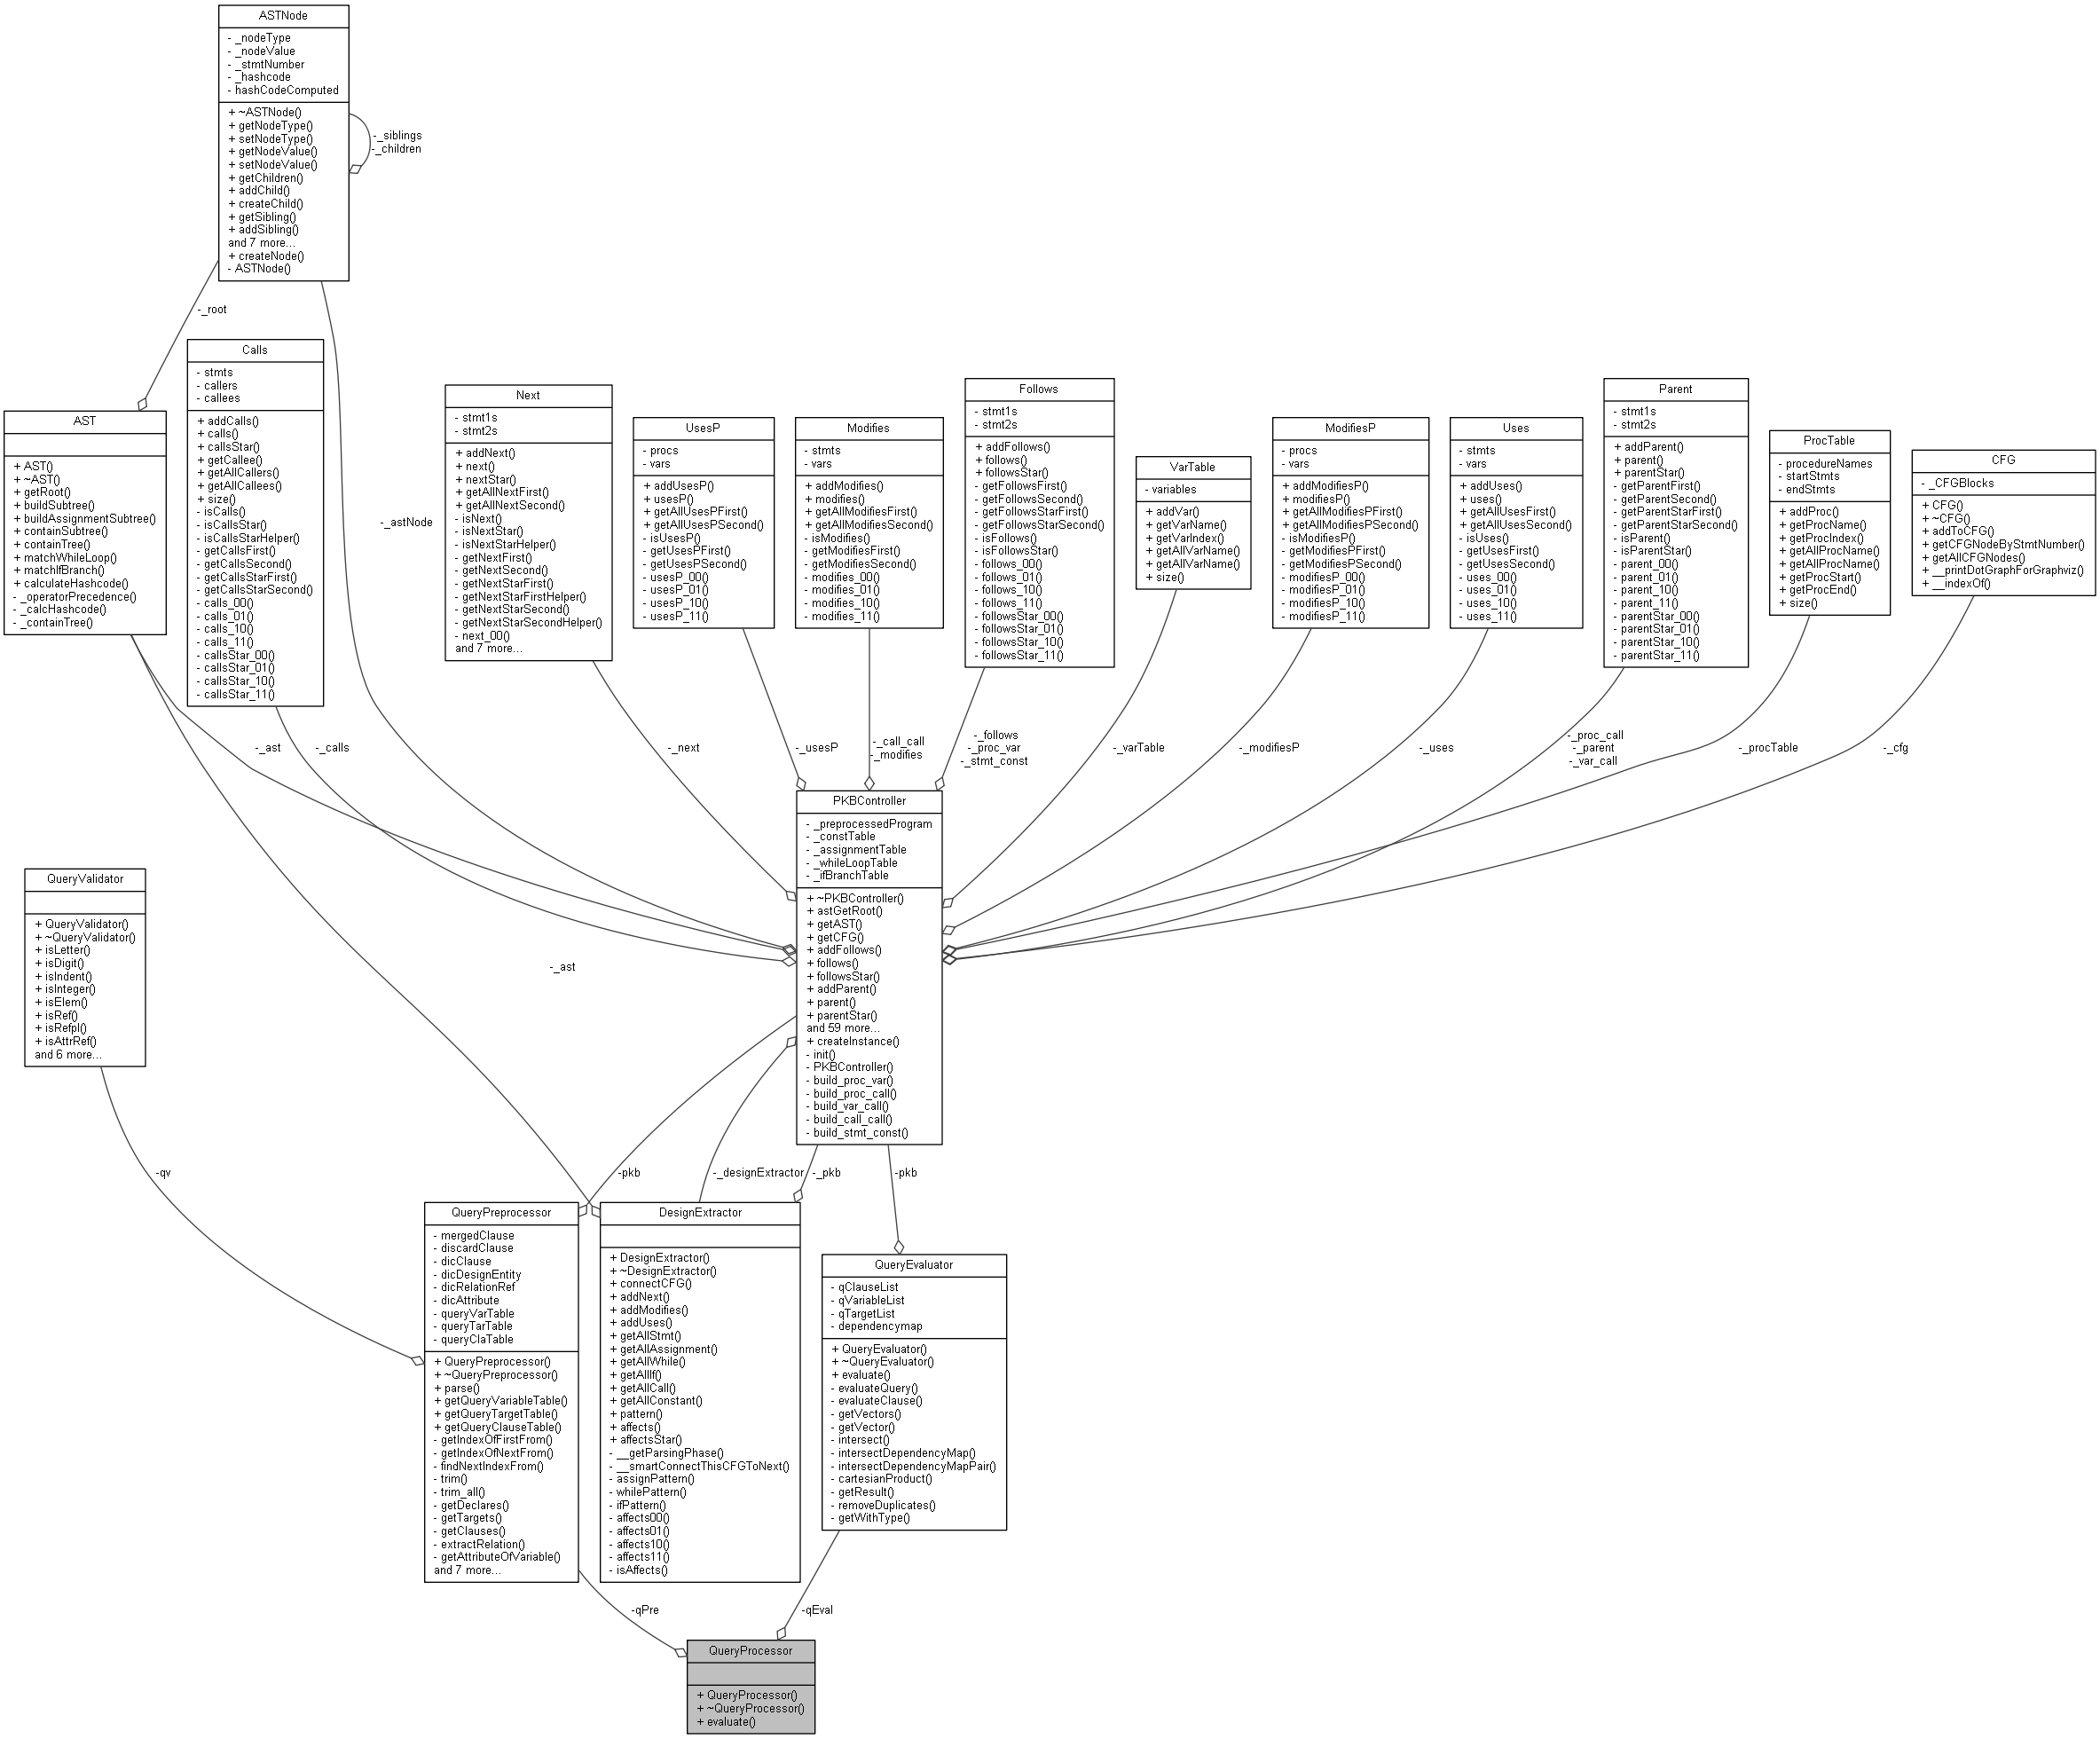 ASTNode
- _nodeType
- _nodeValue
- _stmtNumber
- _hashcode
- hashCodeComputed
+ ~ASTNode()
+ getNodeType()
+ setNodeType()
+ getNodeValue()
+ setNodeValue()
+ getChildren()
+ addChild()
+ createChild()
+ getSibling()
+ addSibling()
and 7 more...
+ createNode()
- ASTNode()
-_siblings
-_children
-_root
-_astNode
AST
+ AST()
+ ~AST()
+ getRoot()
+ buildSubtree()
+ buildAssignmentSubtree()
+ containSubtree()
+ containTree()
+ matchWhileLoop()
+ matchIfBranch()
+ calculateHashcode()
- _operatorPrecedence()
- _calcHashcode()
- _containTree()
Calls
- stmts
- callers
- callees
+ addCalls()
+ calls()
+ callsStar()
+ getCallee()
+ getAllCallers()
+ getAllCallees()
+ size()
- isCalls()
- isCallsStar()
- isCallsStarHelper()
- getCallsFirst()
- getCallsSecond()
- getCallsStarFirst()
- getCallsStarSecond()
- calls_00()
- calls_01()
- calls_10()
- calls_11()
- callsStar_00()
- callsStar_01()
- callsStar_10()
- callsStar_11()
Next
- stmt1s
- stmt2s
+ addNext()
+ next()
+ nextStar()
+ getAllNextFirst()
+ getAllNextSecond()
- isNext()
- isNextStar()
- isNextStarHelper()
- getNextFirst()
- getNextSecond()
- getNextStarFirst()
- getNextStarFirstHelper()
- getNextStarSecond()
- getNextStarSecondHelper()
- next_00()
and 7 more...
UsesP
- procs
- vars
+ addUsesP()
+ usesP()
+ getAllUsesPFirst()
+ getAllUsesPSecond()
- isUsesP()
- getUsesPFirst()
- getUsesPSecond()
- usesP_00()
- usesP_01()
- usesP_10()
- usesP_11()
Modifies
- stmts
- vars
+ addModifies()
+ modifies()
+ getAllModifiesFirst()
+ getAllModifiesSecond()
- isModifies()
- getModifiesFirst()
- getModifiesSecond()
- modifies_00()
- modifies_01()
- modifies_10()
- modifies_11()
Follows
- stmt1s
- stmt2s
+ addFollows()
+ follows()
+ followsStar()
- getFollowsFirst()
- getFollowsSecond()
- getFollowsStarFirst()
- getFollowsStarSecond()
- isFollows()
- isFollowsStar()
- follows_00()
- follows_01()
- follows_10()
- follows_11()
- followsStar_00()
- followsStar_01()
- followsStar_10()
- followsStar_11()
VarTable
- variables
+ addVar()
+ getVarName()
+ getVarIndex()
+ getAllVarName()
+ getAllVarName()
+ size()
ModifiesP
- procs
- vars
+ addModifiesP()
+ modifiesP()
+ getAllModifiesPFirst()
+ getAllModifiesPSecond()
- isModifiesP()
- getModifiesPFirst()
- getModifiesPSecond()
- modifiesP_00()
- modifiesP_01()
- modifiesP_10()
- modifiesP_11()
Uses
- stmts
- vars
+ addUses()
+ uses()
+ getAllUsesFirst()
+ getAllUsesSecond()
- isUses()
- getUsesFirst()
- getUsesSecond()
- uses_00()
- uses_01()
- uses_10()
- uses_11()
Parent
- stmt1s
- stmt2s
+ addParent()
+ parent()
+ parentStar()
- getParentFirst()
- getParentSecond()
- getParentStarFirst()
- getParentStarSecond()
- isParent()
- isParentStar()
- parent_00()
- parent_01()
- parent_10()
- parent_11()
- parentStar_00()
- parentStar_01()
- parentStar_10()
- parentStar_11()
ProcTable
- procedureNames
- startStmts
- endStmts
+ addProc()
+ getProcName()
+ getProcIndex()
+ getAllProcName()
+ getAllProcName()
+ getProcStart()
+ getProcEnd()
+ size()
CFG
- _CFGBlocks
+ CFG()
+ ~CFG()
+ addToCFG()
+ getCFGNodeByStmtNumber()
+ getAllCFGNodes()
+ __printDotGraphForGraphviz()
+ __indexOf()
-_ast
-_calls
-_next
-_usesP
-_call_call
-_modifies
-_follows
-_proc_var
-_stmt_const
-_varTable
-_modifiesP
-_uses
-_proc_call
-_parent
-_var_call
-_procTable
-_cfg
PKBController
- _preprocessedProgram
- _constTable
- _assignmentTable
- _whileLoopTable
- _ifBranchTable
+ ~PKBController()
+ astGetRoot()
+ getAST()
+ getCFG()
+ addFollows()
+ follows()
+ followsStar()
+ addParent()
+ parent()
+ parentStar()
and 59 more...
+ createInstance()
- init()
- PKBController()
- build_proc_var()
- build_proc_call()
- build_var_call()
- build_call_call()
- build_stmt_const()
QueryValidator
+ QueryValidator()
+ ~QueryValidator()
+ isLetter()
+ isDigit()
+ isIndent()
+ isInteger()
+ isElem()
+ isRef()
+ isRefpl()
+ isAttrRef()
and 6 more...
-_ast
-qv
-pkb
-_designExtractor
-_pkb
-pkb
QueryPreprocessor
- mergedClause
- discardClause
- dicClause
- dicDesignEntity
- dicRelationRef
- dicAttribute
- queryVarTable
- queryTarTable
- queryClaTable
+ QueryPreprocessor()
+ ~QueryPreprocessor()
+ parse()
+ getQueryVariableTable()
+ getQueryTargetTable()
+ getQueryClauseTable()
- getIndexOfFirstFrom()
- getIndexOfNextFrom()
- findNextIndexFrom()
- trim()
- trim_all()
- getDeclares()
- getTargets()
- getClauses()
- extractRelation()
- getAttributeOfVariable()
and 7 more...
DesignExtractor
+ DesignExtractor()
+ ~DesignExtractor()
+ connectCFG()
+ addNext()
+ addModifies()
+ addUses()
+ getAllStmt()
+ getAllAssignment()
+ getAllWhile()
+ getAllIf()
+ getAllCall()
+ getAllConstant()
+ pattern()
+ affects()
+ affectsStar()
- __getParsingPhase()
- __smartConnectThisCFGToNext()
- assignPattern()
- whilePattern()
- ifPattern()
- affects00()
- affects01()
- affects10()
- affects11()
- isAffects()
QueryEvaluator
- qClauseList
- qVariableList
- qTargetList
- dependencymap
+ QueryEvaluator()
+ ~QueryEvaluator()
+ evaluate()
- evaluateQuery()
- evaluateClause()
- getVectors()
- getVector()
- intersect()
- intersectDependencyMap()
- intersectDependencyMapPair()
- cartesianProduct()
- getResult()
- removeDuplicates()
- getWithType()
-qPre
-qEval
QueryProcessor
+ QueryProcessor()
+ ~QueryProcessor()
+ evaluate()